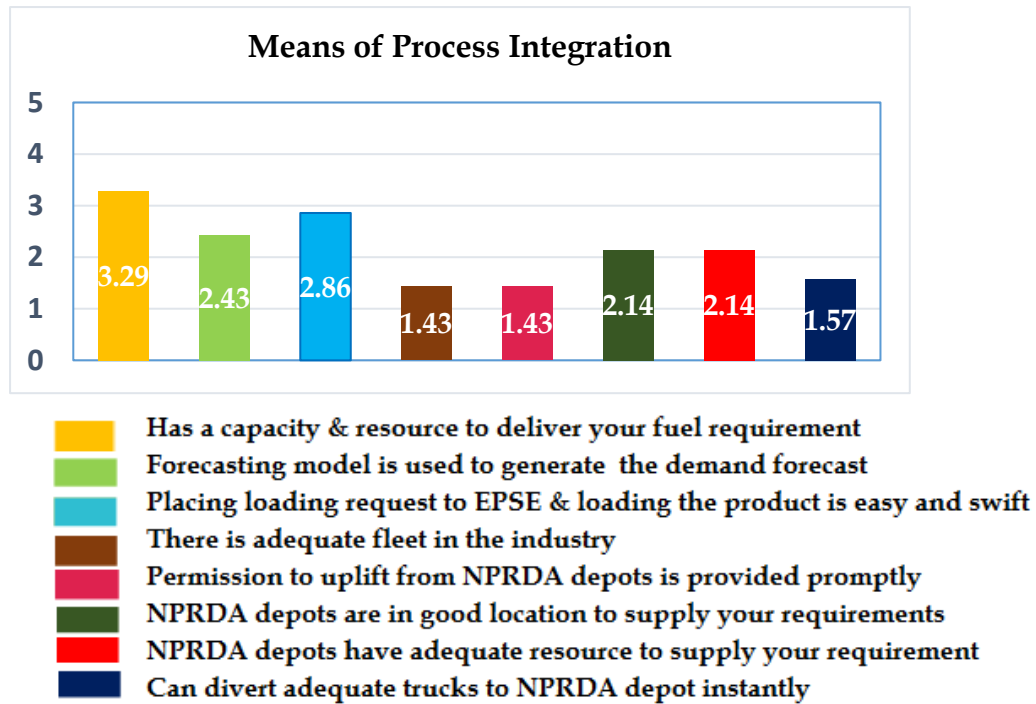 Means of Process Integration
5
4
3
2
1
0
3.29
2.43
2.86
1.43
1.43
2.14
2.14
1.57
Has a capacity & resource to deliver your fuel requirement
Forecasting model is used to generate the demand forecast
Placing loading request to EPSE & loading the product is easy and swift
There is adequate fleet in the industry
Permission to uplift from NPRDA depots is provided promptly
NPRDA depots are in good location to supply your requirements
NPRDA depots have adequate resource to supply your requirement
Can divert adequate trucks to NPRDA depot instantly